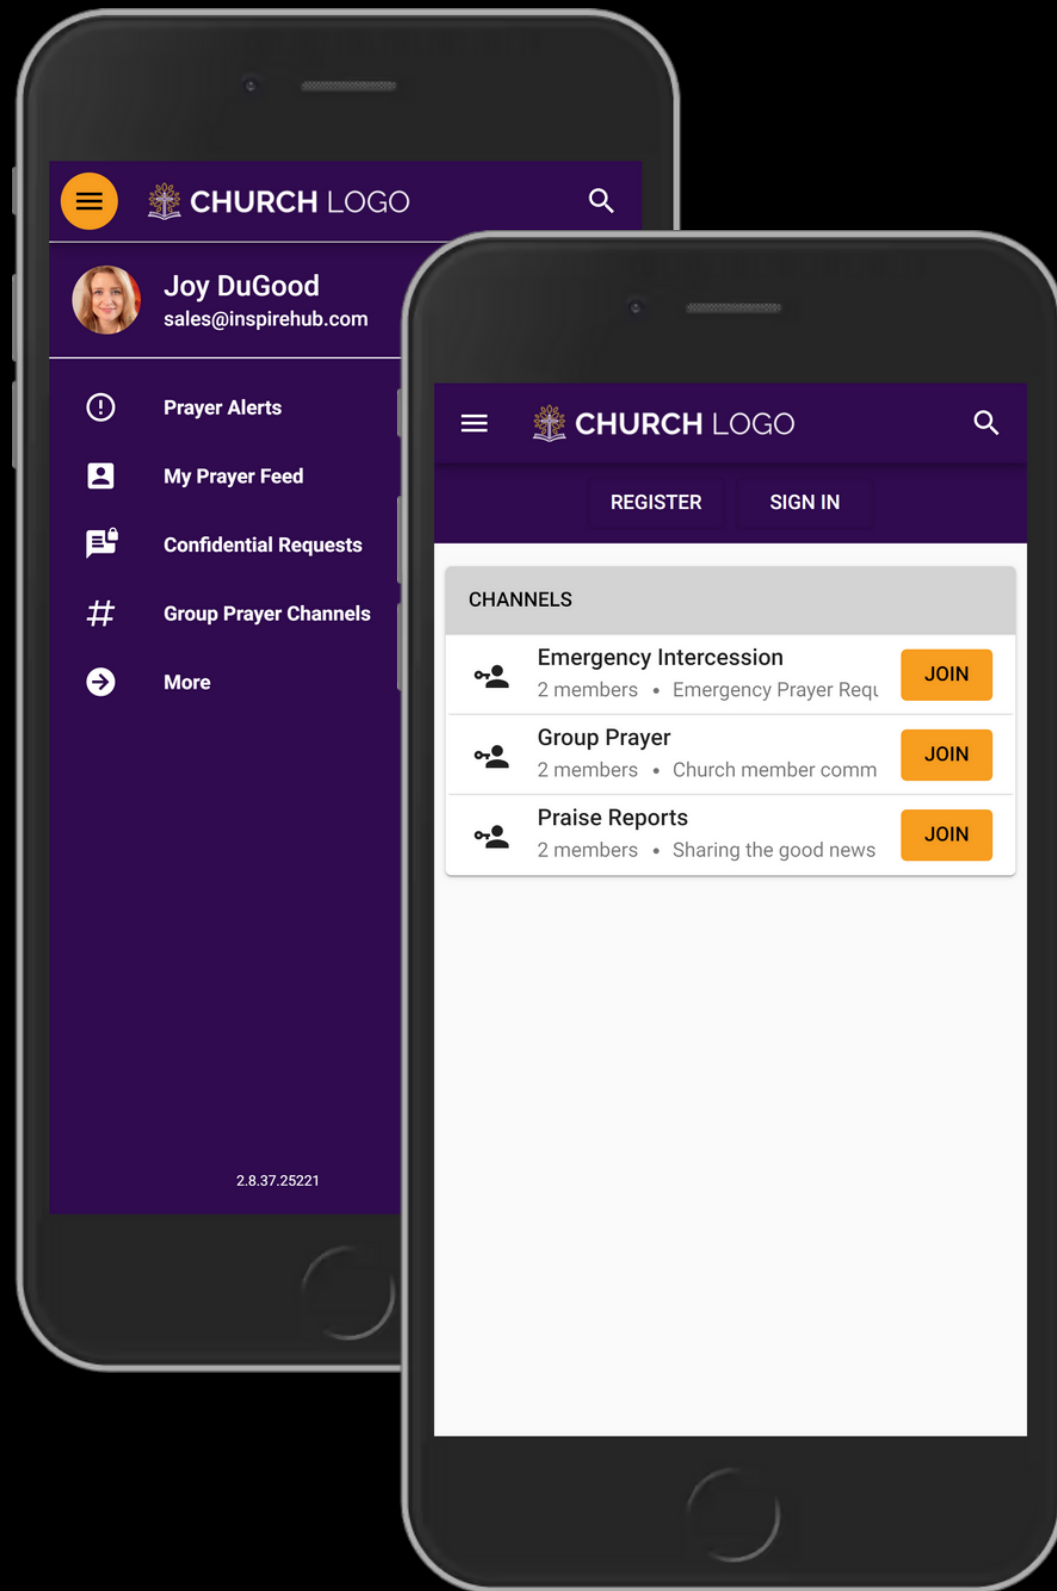 CHURCH LOGO
Joy DuGood
sales@inspirehub.com
Prayer Alerts
My Prayer Feed
Confidential Requests
Group Prayer Channels
More
2.8.37.25221
CHURCH LOGO
REGISTER SIGN IN
CHANNELS
Emergency Intercession
2 members • Emergency Prayer Requ
JOIN
Group Prayer
2 members • Church member comm
JOIN
Praise Reports
2 members • Sharing the good news
JOIN